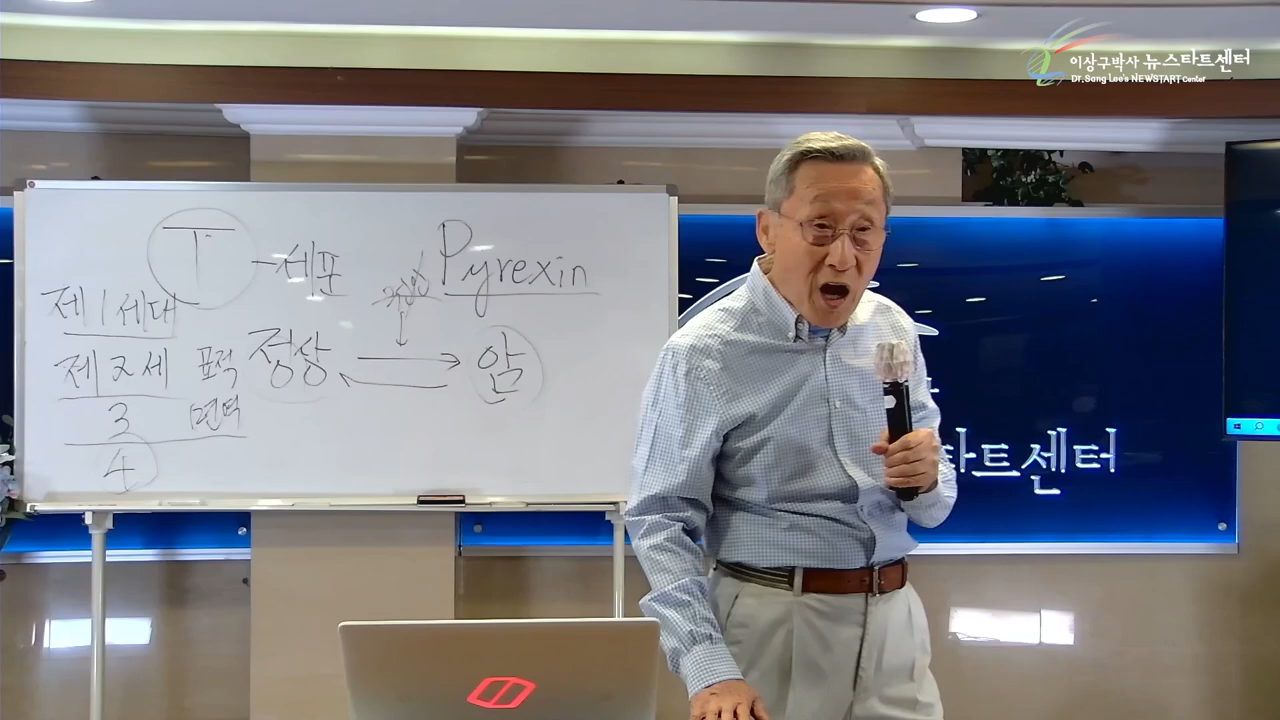 이상구박사 뉴스타트센터
Dr. Sang Lee's NEWSTART Center
T-세포
Pyrexin
제1세대
제2세 표적
3 면역
4
정상
암
타트센터